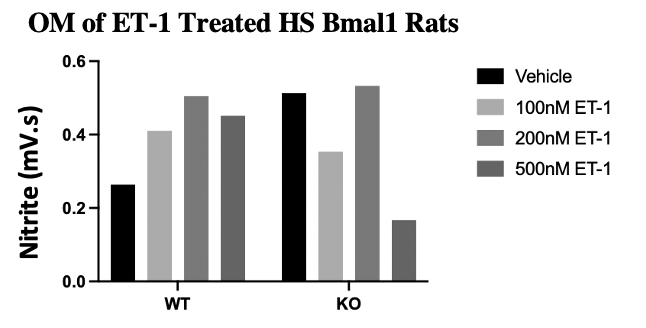 OM of ET-1 Treated HS Bmal1 Rats
Nitrite (mV.s)
0.6
0.4
0.2
0.0
WT
KO
Vehicle
100nM ET-1
200nM ET-1
500nM ET-1